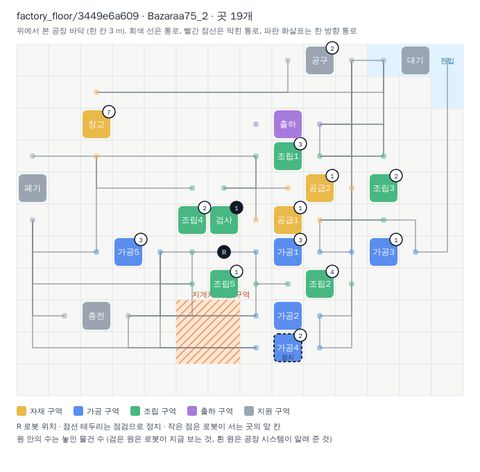 factory_floor/3449e6a609 · Bazaraa75_2 · 곳 19개
위에서 본 공장 바닥 (한 칸 3 m). 회색 선은 통로, 빨간 점선은 막힌 통로, 파란 화살표는 한 방향 통로
공구 2
대기
창고 7
출하
조립1 3
폐기
공급2 1
조립3 2
조립4 2
검사 1
공급1 1
가공5 3
R
가공1 3
조립2 4
가공3 1
조립5 1
충전
가공2
가공4 2
자재 구역
가공 구역
조립 구역
출하 구역
지원 구역
R 로봇 위치 · 점선 테두리는 점검으로 정지 · 작은 점은 로봇이 서는 곳의 앞 칸
원 안의 수는 놓인 물건 수 (검은 원은 로봇이 지금 보는 것, 흰 원은 공장 시스템이 알려 준 것)